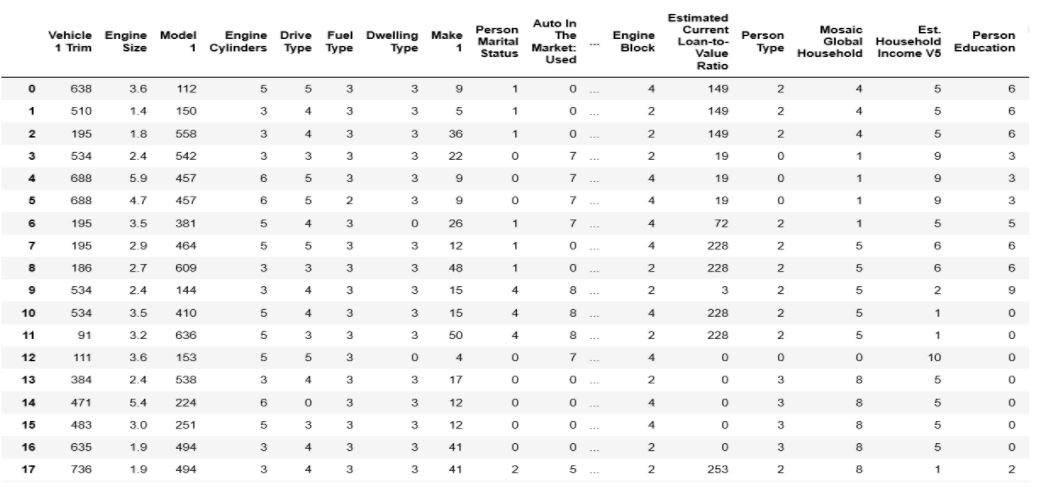 Vehicle 1 Trim Engine Size Model 1 Engine Cylinders Drive Type Fuel Type Dwelling Type Make 1 Person Marital Status Auto In The Market: Used ... Engine Block Estimated Current Loan-to-Value Ratio Person Type Mosaic Global Household Est. Household Income V5 Person Education
0 638 3.6 112 5 5 3 3 9 1 0 ... 4 149 2 4 5 6
1 510 1.4 150 3 4 3 3 5 1 0 ... 2 149 2 4 5 6
2 195 1.8 558 3 4 3 3 36 1 0 ... 2 149 2 4 5 6
3 534 2.4 542 3 3 3 3 22 0 7 ... 2 19 0 1 9 3
4 688 5.9 457 6 5 3 3 9 0 7 ... 4 19 0 1 9 3
5 688 4.7 457 6 5 2 3 9 0 7 ... 4 19 0 1 9 3
6 195 3.5 381 5 4 3 0 26 1 7 ... 4 72 2 1 5 5
7 195 2.9 464 5 5 3 3 12 1 0 ... 4 228 2 5 6 6
8 186 2.7 609 3 3 3 3 48 1 0 ... 2 228 2 5 6 6
9 534 2.4 144 3 4 3 3 15 4 8 ... 2 3 2 5 2 9
10 534 3.5 410 5 4 3 3 15 4 8 ... 4 228 2 5 1 0
11 91 3.2 636 5 3 3 3 50 4 8 ... 2 228 2 5 1 0
12 111 3.6 153 5 5 3 0 4 0 7 ... 4 0 0 0 10 0
13 384 2.4 538 3 4 3 3 17 0 0 ... 2 0 3 8 5 0
14 471 5.4 224 6 0 3 3 12 0 0 ... 4 0 3 8 5 0
15 483 3.0 251 5 3 3 3 12 0 0 ... 4 0 3 8 5 0
16 635 1.9 494 3 4 3 3 41 0 0 ... 2 0 3 8 5 0
17 736 1.9 494 3 4 3 3 41 2 5 ... 2 253 2 8 1 2